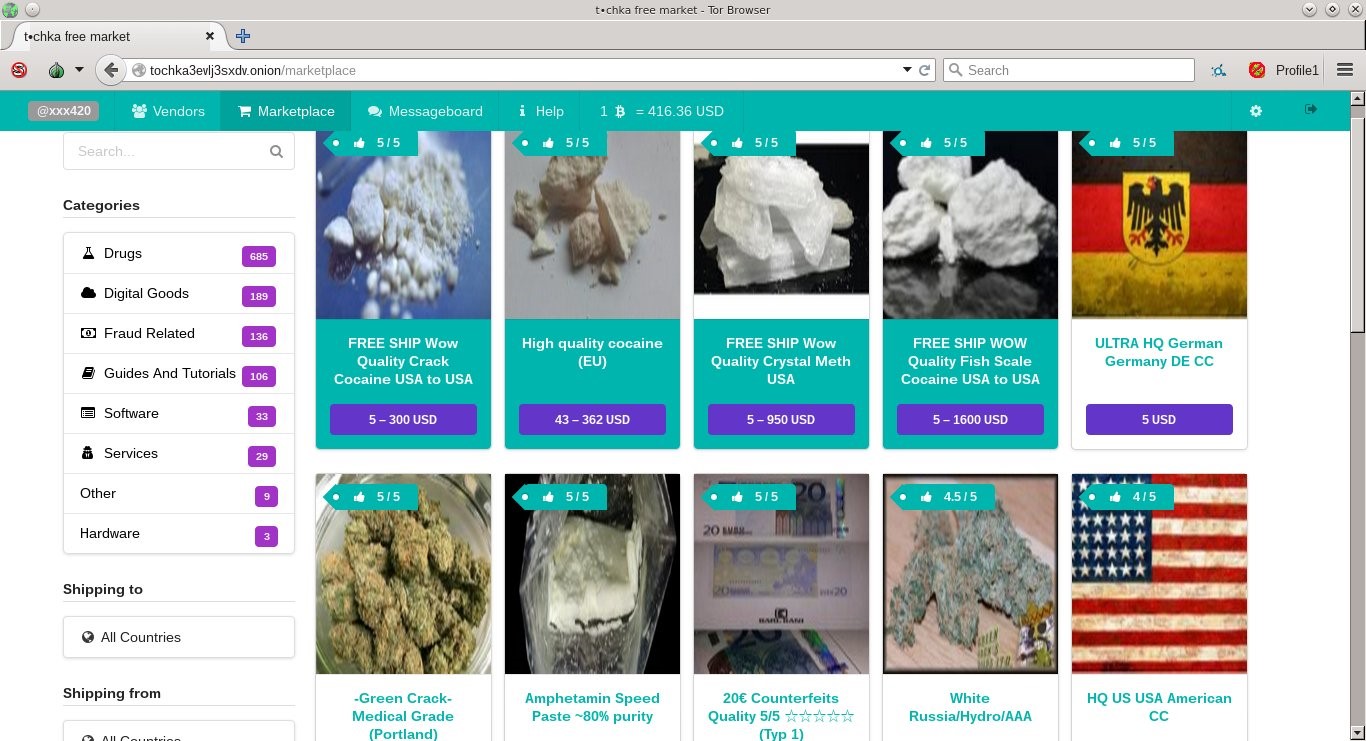 t•chka free market - Tor Browser
t•chka free market
tochka3evlj3sxdv.onion/marketplace
Search
Profile1
@xxx420
Vendors
Marketplace
Messageboard
Help
1 ₿ = 416.36 USD
Search...
Categories
Drugs 685
Digital Goods 189
Fraud Related 136
Guides And Tutorials 106
Software 33
Services 29
Other 9
Hardware 3
Shipping to
All Countries
Shipping from
All Countries
5 / 5
FREE SHIP Wow
Quality Crack
Cocaine USA to USA
5 – 300 USD
5 / 5
High quality cocaine
(EU)
43 – 362 USD
5 / 5
FREE SHIP Wow
Quality Crystal Meth
USA
5 – 950 USD
5 / 5
FREE SHIP WOW
Quality Fish Scale
Cocaine USA to USA
5 – 1600 USD
5 / 5
ULTRA HQ German
Germany DE CC
5 USD
5 / 5
-Green Crack-
Medical Grade
(Portland)
5 / 5
Amphetamin Speed
Paste ~80% purity
5 / 5
20 EURO
20
20
20€ Counterfeits
Quality 5/5 ☆☆☆☆☆
(Typ 1)
4.5 / 5
White
Russia/Hydro/AAA
4 / 5
HQ US USA American
CC